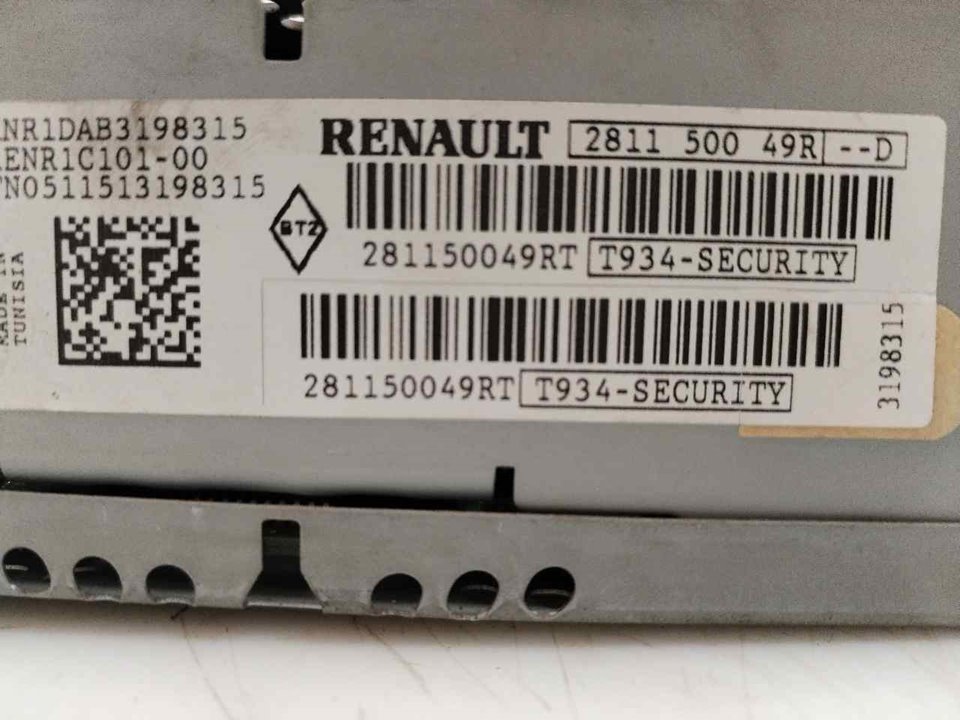 NR1DAB3198315
ENR1C101-00
N0511513198315
RENAULT 2811 500 49R --D
BTZ
281150049RT T934-SECURITY
MADE IN
TUNISIA
281150049RT T934-SECURITY
3198315